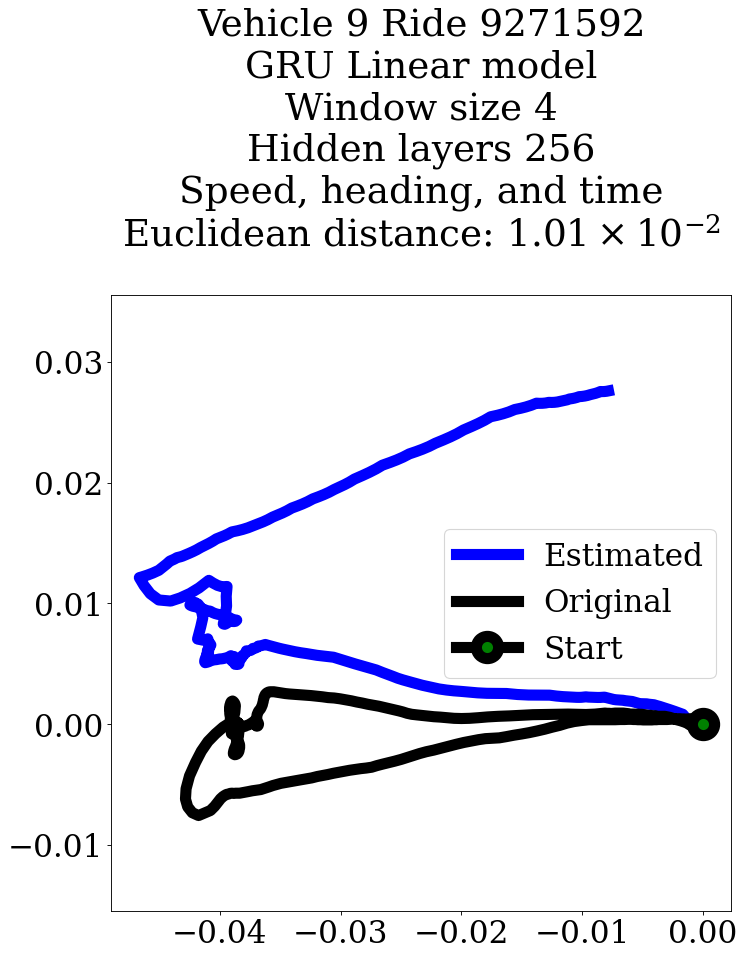 Vehicle 9 Ride 9271592
GRU Linear model
Window size 4
Hidden layers 256
Speed, heading, and time
Euclidean distance: 1.01 × 10⁻²
0.03
0.02
0.01
0.00
−0.01
Estimated
Original
Start
−0.04 −0.03 −0.02 −0.01 0.00